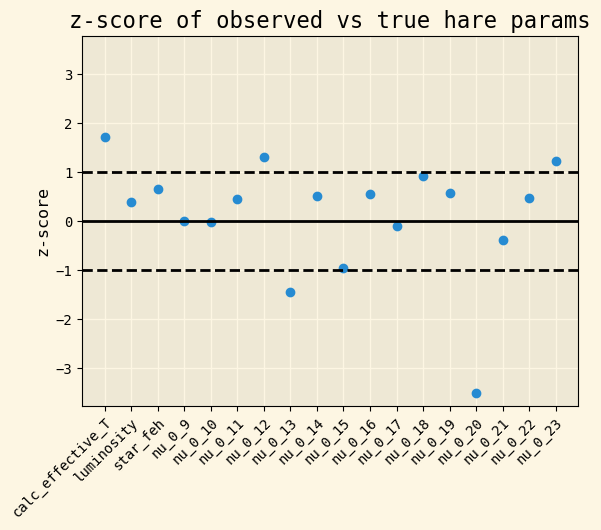 z-score of observed vs true hare params
z-score
3
2
1
0
−1
−2
−3
calc_effective_T
luminosity
star_feh
nu_0_9
nu_0_10
nu_0_11
nu_0_12
nu_0_13
nu_0_14
nu_0_15
nu_0_16
nu_0_17
nu_0_18
nu_0_19
nu_0_20
nu_0_21
nu_0_22
nu_0_23